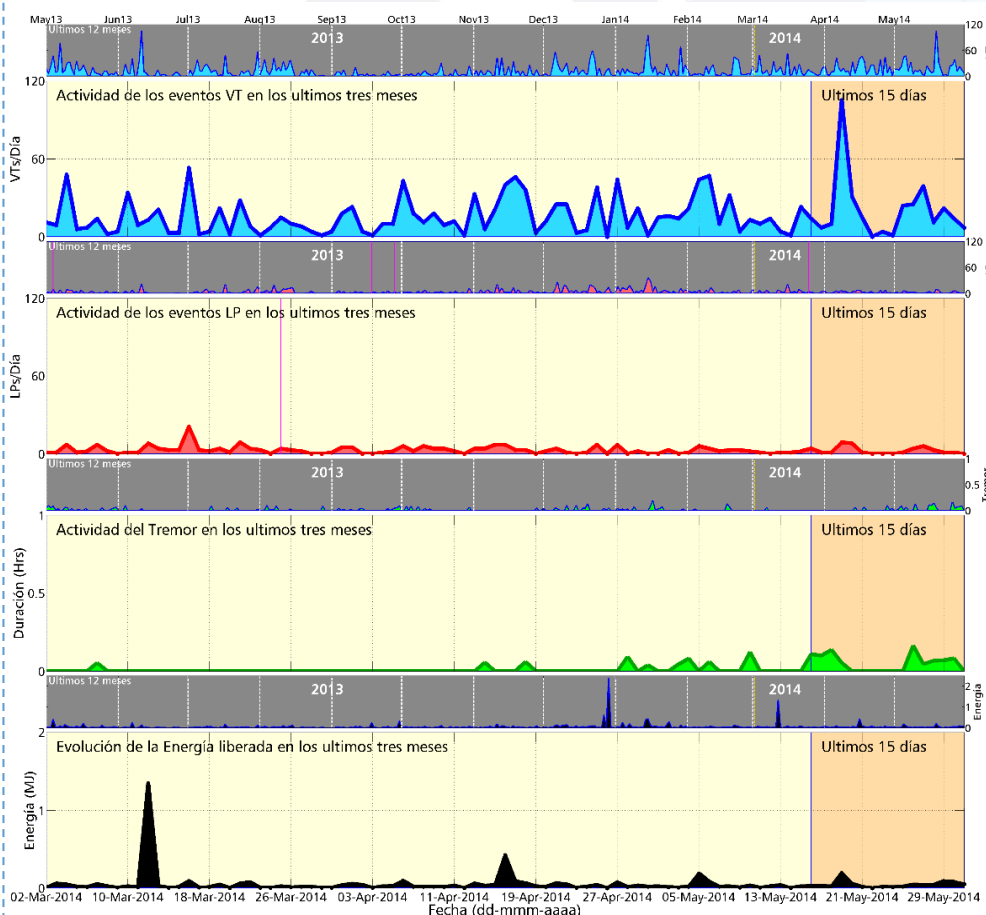 May13 Jun13 Jul13 Aug13 Sep13 Oct13 Nov13 Dec13 Jan14 Feb14 Mar14 Apr14 May14
Ultimos 12 meses 2013 2014 120
60
0
120
Actividad de los eventos VT en los ultimos tres meses Ultimos 15 días
VTs/Día
60
0
Ultimos 12 meses 2013 2014 120
60
0
120
Actividad de los eventos LP en los ultimos tres meses Ultimos 15 días
LPs/Día
60
0
Ultimos 12 meses 2013 2014 1
0.5
0
Tremor
1
Actividad del Tremor en los ultimos tres meses Ultimos 15 días
Duración (Hrs)
0.5
0
Ultimos 12 meses 2013 2014 2
1
0
Energía
2
Evolución de la Energía liberada en los ultimos tres meses Ultimos 15 días
Energía (MJ)
1
0
02-Mar-2014 10-Mar-2014 18-Mar-2014 26-Mar-2014 03-Apr-2014 11-Apr-2014 19-Apr-2014 27-Apr-2014 05-May-2014 13-May-2014 21-May-2014 29-May-2014
Fecha (dd-mmm-aaaa)